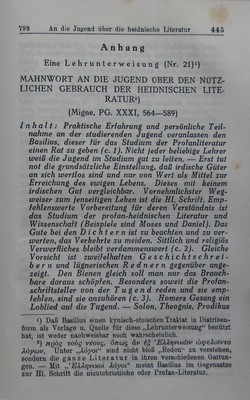 793 An die Jugend über die heidnische Literatur 445
Anhang
Eine Lehrunterweisung (Nr. 21)¹)
MAHNWORT AN DIE JUGEND ÜBER DEN NÜTZ-
LICHEN GEBRAUCH DER HEIDNISCHEN LITE-
RATUR²)
(Migne, PG. XXXI, 564—589)
Inhalt: Praktische Erfahrung und persönliche Teil-
nahme an der studierenden Jugend veranlassen den
Basilius, dieser für das Studium der Profanliteratur
einen Rat zu geben (c. 1). Nicht jeder beliebige Lehrer
weiß die Jugend im Studium gut zu leiten. — Erst tut
not die grundsätzliche Einstellung, daß irdische Güter
an sich wertlos sind und nur von Wert als Mittel zur
Erreichung des ewigen Lebens. Dieses mit keinem
irdischen Gut vergleichbar. Vornehmlichster Weg-
weiser zum jenseitigen Leben ist die Hl. Schrift. Emp-
fehlenswerte Vorbereitung für deren Verständnis ist
das Studium der profan-heidnischen Literatur und
Wissenschaft (Beispiele sind Moses und Daniel). Das
Gute bei den Dichtern ist zu beachten und zu ver-
werten, das Verkehrte zu meiden. Sittlich und religiös
Verwerfliches bleibt verdammenswert (c. 2). Gleiche
Vorsicht ist zweifelhaften Geschichtschrei-
bern und lügnerischen Rednern gegenüber ange-
zeigt. Den Bienen gleich soll man nur das Brauch-
bare daraus schöpfen. Besonders soweit die Profan-
schriftsteller von der Tugend reden und sie emp-
fehlen, sind sie anzuhören (c. 3). Homers Gesang ein
Loblied auf die Tugend. — Solon, Theognis, Prodikus
¹) Daß Basilius einen kynisch-stoischen Traktat in Distriben-
form als Vorlage u. Quelle für diese „Lehrunterweisung" benützt
hat, ist weder nachweisbar noch wahrscheinlich.
²) πρὸς τοὺς νέους, ὅπως ἂν ἐξ Ἑλληνικῶν ὠφελοῖντο
λόγων. Unter „λόγοι" sind nicht bloß „Reden" zu verstehen,
sondern die ganze Literatur in ihren verschiedenen Gattun-
gen. — Mit „Ἑλληνικοὶ λόγοι" meint Basilius im Gegensatze
zur Hl. Schrift die nichtchristliche oder Profan-Literatur.